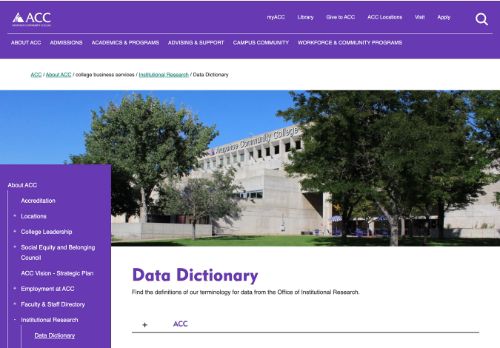 ACC
myACC
Library
Give to ACC
ACC Locations
Visit
Apply
ABOUT ACC
ADMISSIONS
ACADEMICS & PROGRAMS
ADVISING & SUPPORT
CAMPUS COMMUNITY
WORKFORCE & COMMUNITY PROGRAMS
ACC / About ACC / college business services / Institutional Research / Data Dictionary
Arapahoe Community College
About ACC
Accreditation
+ Locations
+ College Leadership
+ Social Equity and Belonging
Council
ACC Vision - Strategic Plan
+ Employment at ACC
+ Faculty & Staff Directory
- Institutional Research
Data Dictionary
Data Dictionary
Find the definitions of our terminology for data from the Office of Institutional Research.
+ ACC